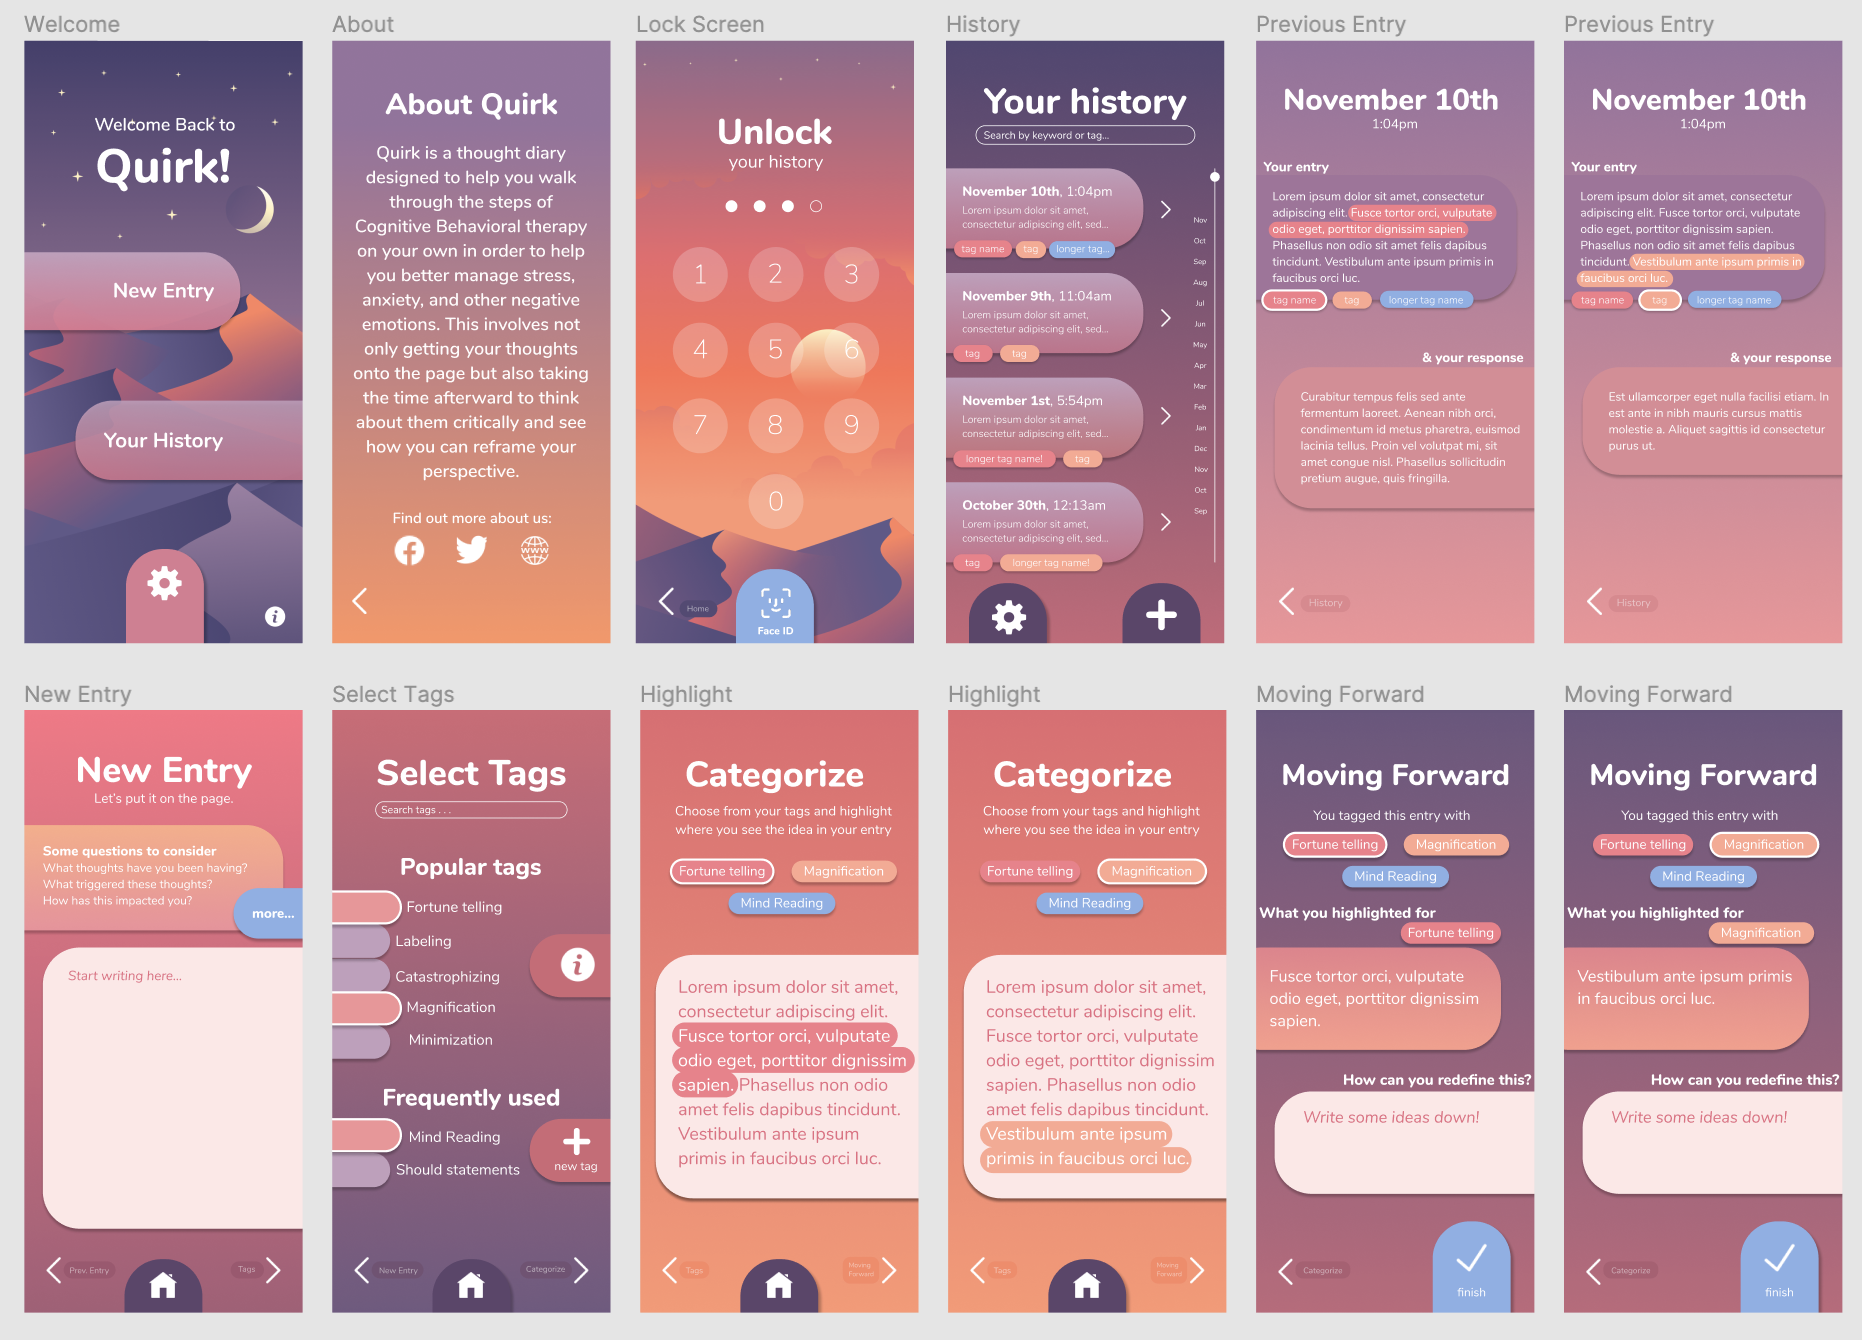 Welcome
Welcome Back to
Quirk!
New Entry
Your History
i
About
About Quirk
Quirk is a thought diary
designed to help you walk
through the steps of
Cognitive Behavioral therapy
on your own in order to help
you better manage stress,
anxiety, and other negative
emotions. This involves not
only getting your thoughts
onto the page but also taking
the time afterward to think
about them critically and see
how you can reframe your
perspective.
Find out more about us:
www
Lock Screen
Unlock
your history
1 2 3
4 5 6
7 8 9
0
Home
Face ID
History
Your history
Search by keyword or tag...
November 10th, 1:04pm
Lorem ipsum dolor sit amet,
consectetur adipiscing elit, sed...
tag name tag longer tag...
November 9th, 11:04am
Lorem ipsum dolor sit amet,
consectetur adipiscing elit, sed...
tag tag
November 1st, 5:54pm
Lorem ipsum dolor sit amet,
consectetur adipiscing elit, sed...
longer tag name! tag
October 30th, 12:13am
Lorem ipsum dolor sit amet,
consectetur adipiscing elit, sed...
tag longer tag name!
Nov
Oct
Sep
Aug
Jul
Jun
May
Apr
Mar
Feb
Jan
Dec
Nov
Oct
Sep
Previous Entry
November 10th
1:04pm
Your entry
Lorem ipsum dolor sit amet, consectetur
adipiscing elit. Fusce tortor orci, vulputate
odio eget, porttitor dignissim sapien.
Phasellus non odio sit amet felis dapibus
tincidunt. Vestibulum ante ipsum primis in
faucibus orci luc.
tag name tag longer tag name
& your response
Curabitur tempus felis sed ante
fermentum laoreet. Aenean nibh orci,
condimentum id metus pharetra, euismod
lacinia tellus. Proin vel volutpat mi, sit
amet congue nisl. Phasellus sollicitudin
pretium augue, quis fringilla.
History
Previous Entry
November 10th
1:04pm
Your entry
Lorem ipsum dolor sit amet, consectetur
adipiscing elit. Fusce tortor orci, vulputate
odio eget, porttitor dignissim sapien.
Phasellus non odio sit amet felis dapibus
tincidunt. Vestibulum ante ipsum primis in
faucibus orci luc.
tag name tag longer tag name
& your response
Est ullamcorper eget nulla facilisi etiam. In
est ante in nibh mauris cursus mattis
molestie a. Aliquet sagittis id consectetur
purus ut.
History
New Entry
New Entry
Let's put it on the page.
Some questions to consider
What thoughts have you been having?
What triggered these thoughts?
How has this impacted you?
more...
Start writing here...
Prev. Entry
Tags
Select Tags
Select Tags
Search tags . . .
Popular tags
Fortune telling
Labeling
Catastrophizing
Magnification
Minimization
i
Frequently used
Mind Reading
Should statements
new tag
New Entry
Categorize
Highlight
Categorize
Choose from your tags and highlight
where you see the idea in your entry
Fortune telling Magnification
Mind Reading
Lorem ipsum dolor sit amet,
consectetur adipiscing elit.
Fusce tortor orci, vulputate
odio eget, porttitor dignissim
sapien. Phasellus non odio
amet felis dapibus tincidunt.
Vestibulum ante ipsum
primis in faucibus orci luc.
Tags
Moving
Forward
Highlight
Categorize
Choose from your tags and highlight
where you see the idea in your entry
Fortune telling Magnification
Mind Reading
Lorem ipsum dolor sit amet,
consectetur adipiscing elit.
Fusce tortor orci, vulputate
odio eget, porttitor dignissim
sapien. Phasellus non odio
amet felis dapibus tincidunt.
Vestibulum ante ipsum
primis in faucibus orci luc.
Tags
Moving
Forward
Moving Forward
Moving Forward
You tagged this entry with
Fortune telling Magnification
Mind Reading
What you highlighted for
Fortune telling
Fusce tortor orci, vulputate
odio eget, porttitor dignissim
sapien.
How can you redefine this?
Write some ideas down!
Categorize
finish
Moving Forward
Moving Forward
You tagged this entry with
Fortune telling Magnification
Mind Reading
What you highlighted for
Magnification
Vestibulum ante ipsum primis
in faucibus orci luc.
How can you redefine this?
Write some ideas down!
Categorize
finish